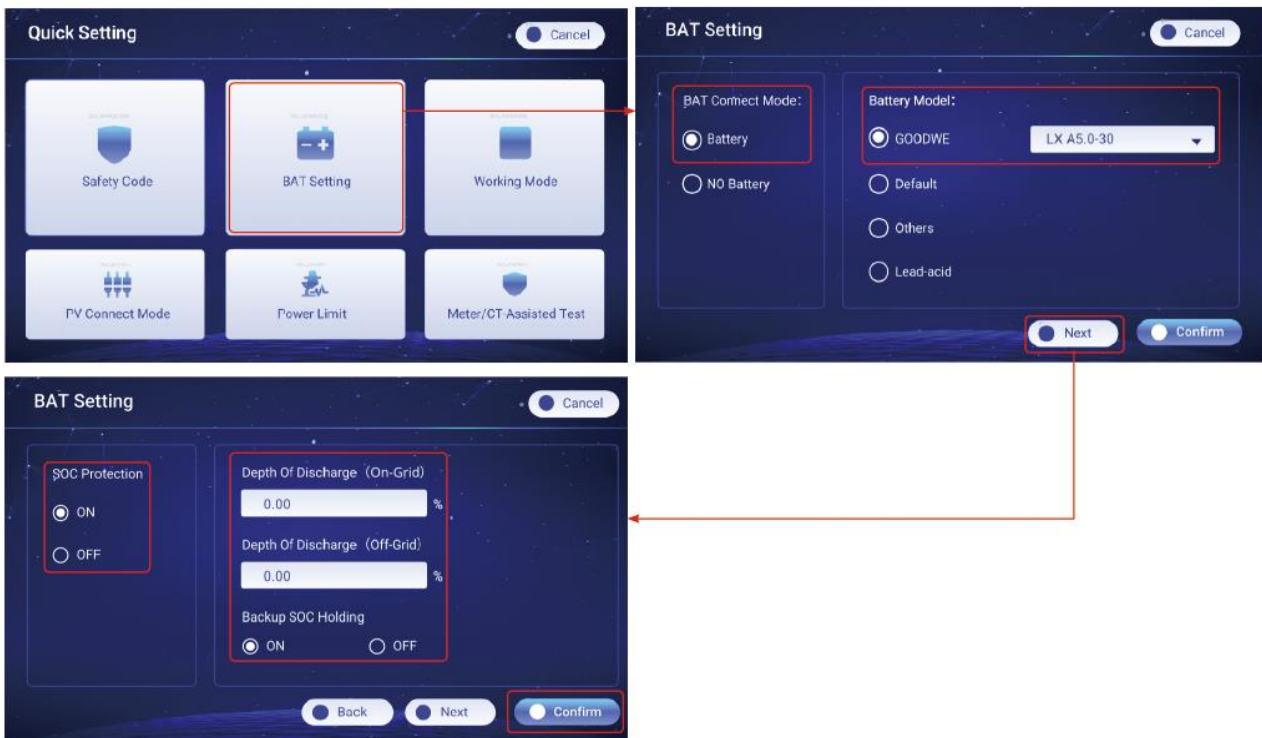 Quick Setting
Cancel
Safety Code
BAT Setting
Working Mode
PV Connect Mode
Power Limit
Meter/CT-Assisted Test
BAT Setting
Cancel
BAT Connect Mode:
Battery
NO Battery
Battery Model:
GOODWE
LX A5.0-30
Default
Others
Lead-acid
Next
Confirm
BAT Setting
Cancel
SOC Protection
ON
OFF
Depth Of Discharge (On-Grid)
0.00
%
Depth Of Discharge (Off-Grid)
0.00
%
Backup SOC Holding
ON
OFF
Back
Next
Confirm